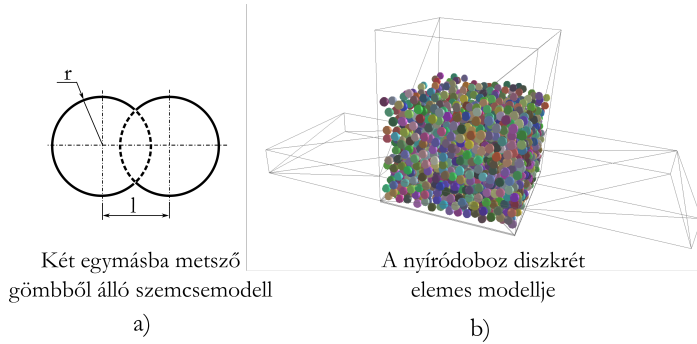 r
l
Két egymásba metsző
gömbből álló szemcsemodell
a)
A nyíródoboz diszkrét
elemes modellje
b)